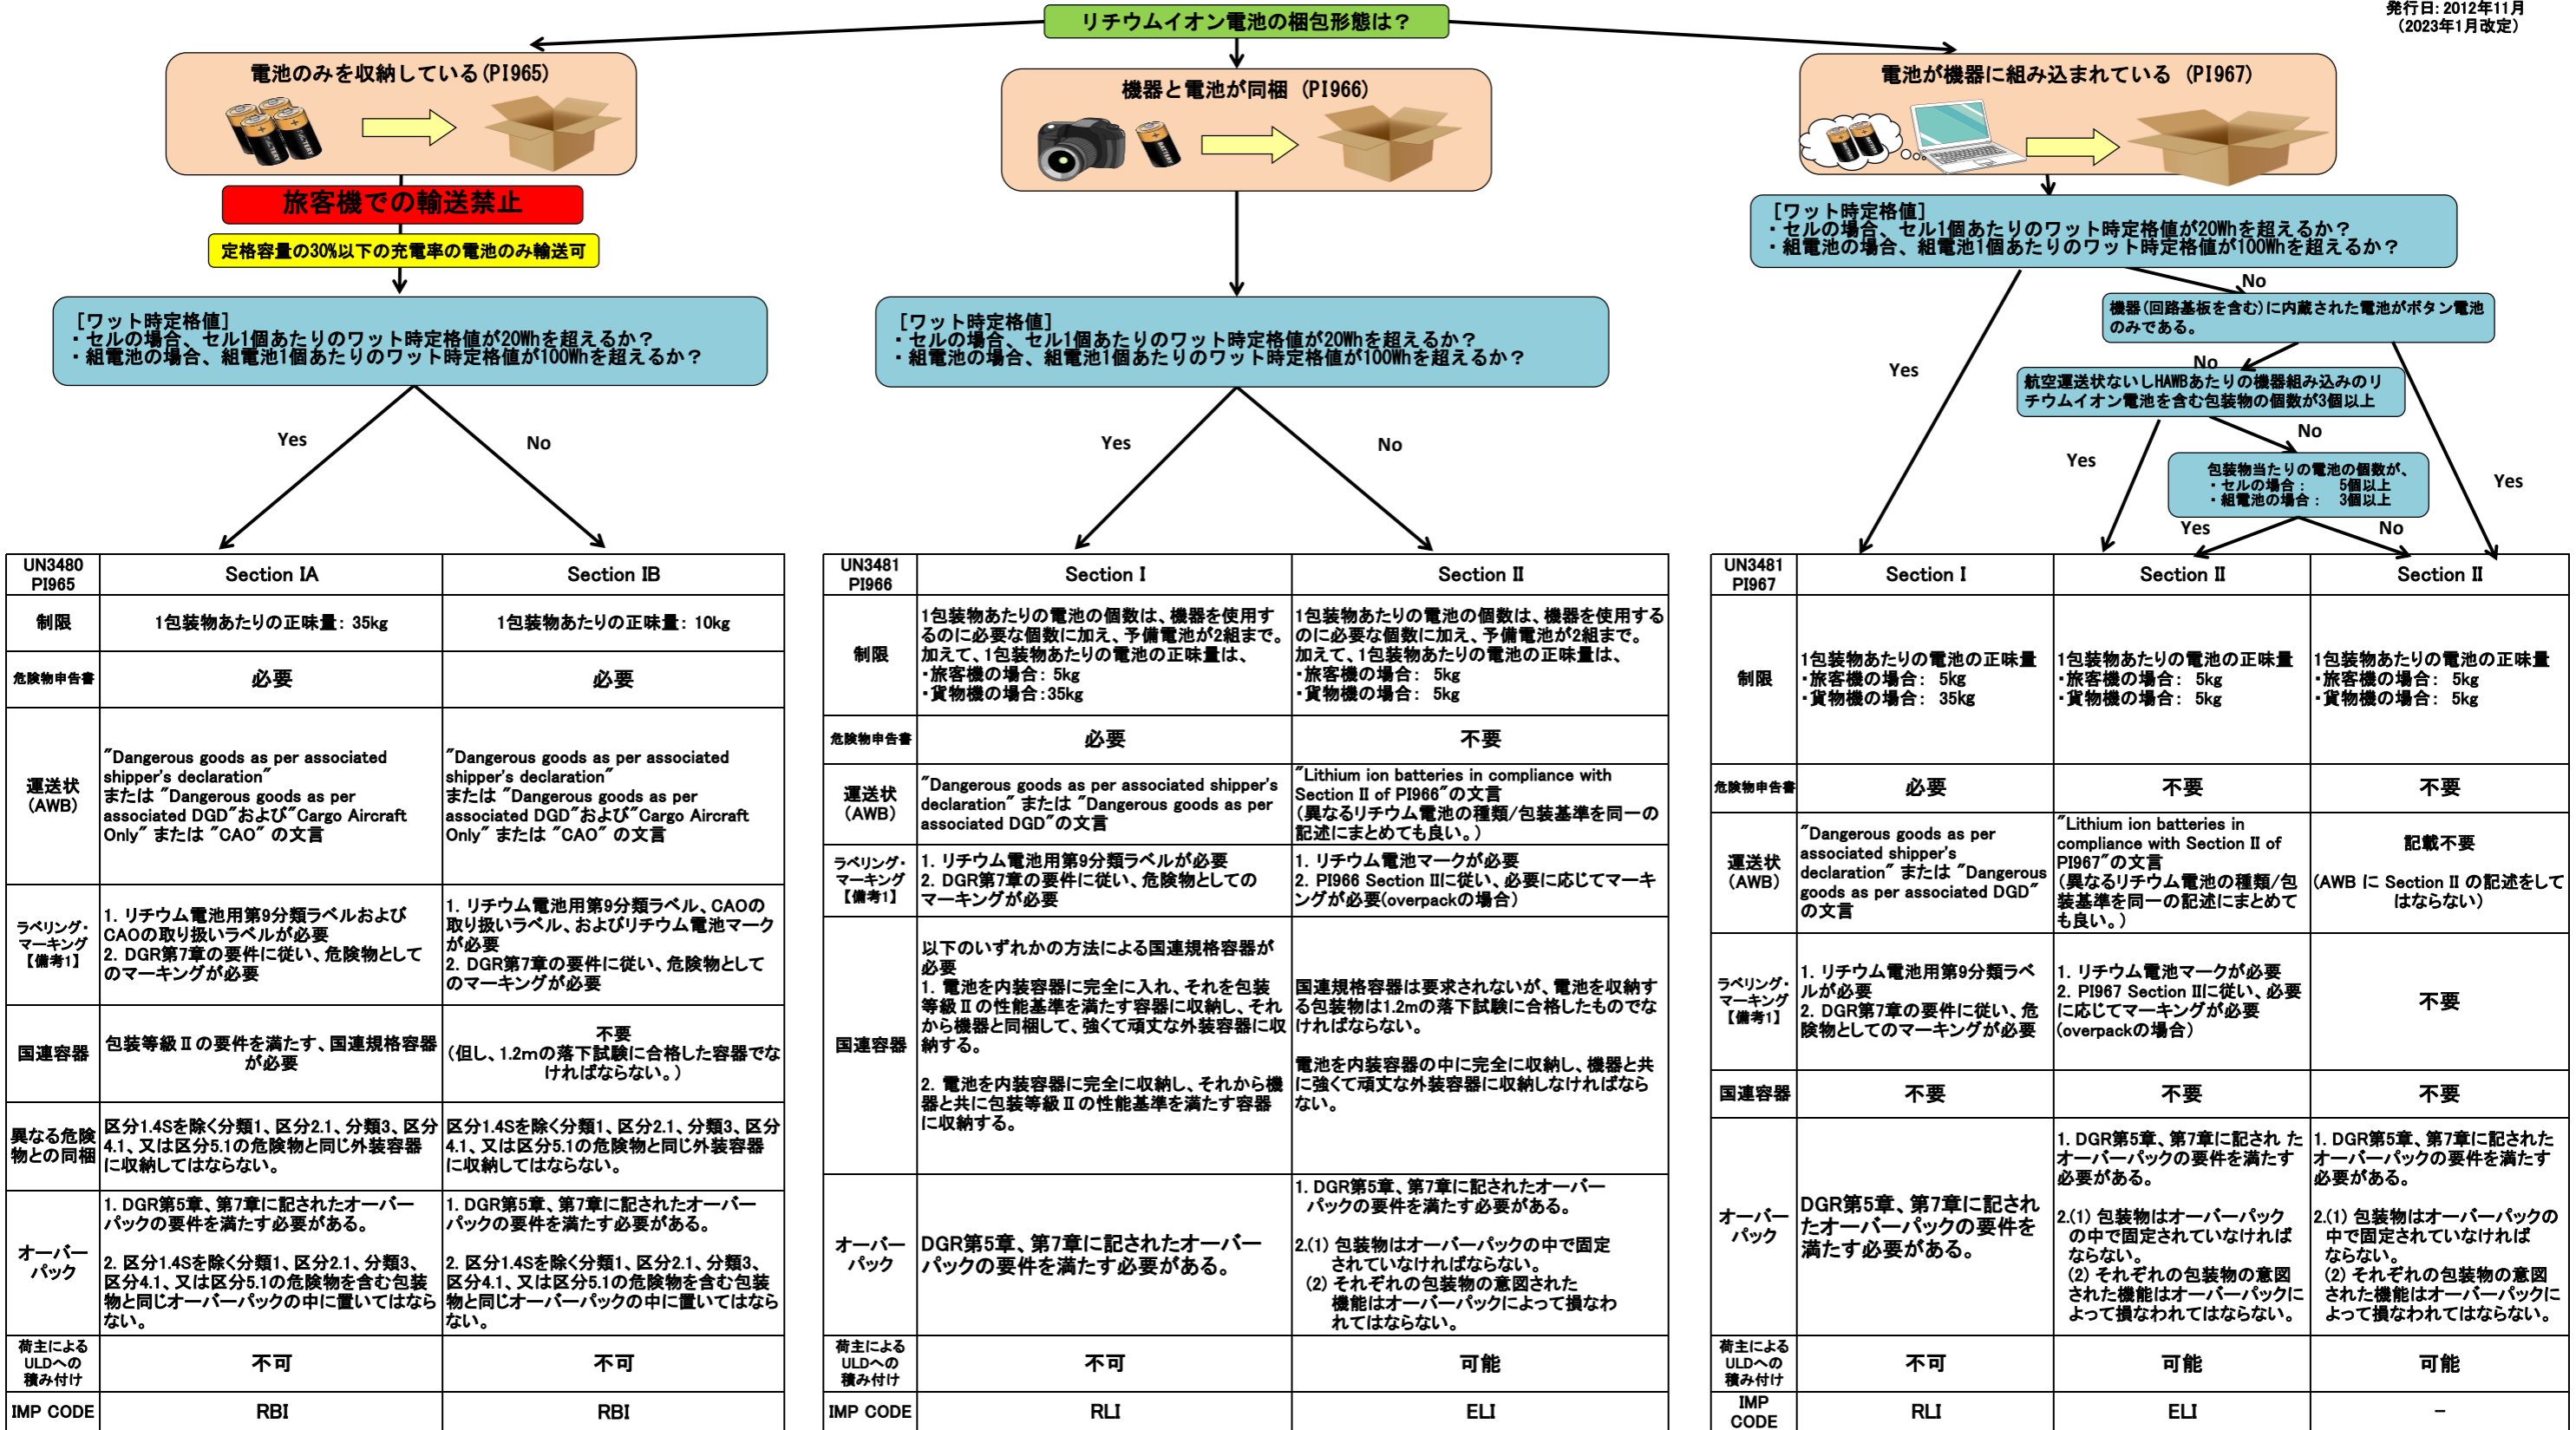 発行日：2012年11月
（2023年1月改定）
リチウムイオン電池の梱包形態は？
電池のみを収納している(PI965)
旅客機での輸送禁止
定格容量の30%以下の充電率の電池のみ輸送可
［ワット時定格値］
・セルの場合、セル1個あたりのワット時定格値が20Whを超えるか？
・組電池の場合、組電池1個あたりのワット時定格値が100Whを超えるか？
Yes
No
機器と電池が同梱 (PI966)
［ワット時定格値］
・セルの場合、セル1個あたりのワット時定格値が20Whを超えるか？
・組電池の場合、組電池1個あたりのワット時定格値が100Whを超えるか？
Yes
No
電池が機器に組み込まれている (PI967)
［ワット時定格値］
・セルの場合、セル1個あたりのワット時定格値が20Whを超えるか？
・組電池の場合、組電池1個あたりのワット時定格値が100Whを超えるか？
No
機器(回路基板を含む)に内蔵された電池がボタン電池
のみである。
Yes
No
航空運送状ないしHAWBあたりの機器組み込みのリ
チウムイオン電池を含む包装物の個数が3個以上
No
Yes
包装物当たりの電池の個数が、
・セルの場合： 5個以上
・組電池の場合： 3個以上
Yes
Yes
No
UN3480
PI965
Section IA
Section IB
制限
1包装物あたりの正味量： 35kg
1包装物あたりの正味量： 10kg
危険物申告書
必要
必要
運送状
（AWB）
"Dangerous goods as per associated
shipper's declaration"
または "Dangerous goods as per
associated DGD"および"Cargo Aircraft
Only" または "CAO" の文言
"Dangerous goods as per associated
shipper's declaration"
または "Dangerous goods as per
associated DGD"および"Cargo Aircraft
Only" または "CAO" の文言
ラベリング・
マーキング
【備考1】
1. リチウム電池用第9分類ラベルおよび
CAOの取り扱いラベルが必要
2. DGR第7章の要件に従い、危険物として
のマーキングが必要
1. リチウム電池用第9分類ラベル、CAOの
取り扱いラベル、およびリチウム電池マーク
が必要
2. DGR第7章の要件に従い、危険物として
のマーキングが必要
国連容器
包装等級Ⅱの要件を満たす、国連規格容器
が必要
不要
（但し、1.2mの落下試験に合格した容器でな
ければならない。）
異なる危険
物との同梱
区分1.4Sを除く分類1、区分2.1、分類3、区分
4.1、又は区分5.1の危険物と同じ外装容器
に収納してはならない。
区分1.4Sを除く分類1、区分2.1、分類3、区分
4.1、又は区分5.1の危険物と同じ外装容器
に収納してはならない。
オーバー
パック
1. DGR第5章、第7章に記されたオーバー
パックの要件を満たす必要がある。
2. 区分1.4Sを除く分類1、区分2.1、分類3、
区分4.1、又は区分5.1の危険物を含む包装
物と同じオーバーパックの中に置いてはなら
ない。
1. DGR第5章、第7章に記されたオーバー
パックの要件を満たす必要がある。
2. 区分1.4Sを除く分類1、区分2.1、分類3、
区分4.1、又は区分5.1の危険物を含む包装
物と同じオーバーパックの中に置いてはなら
ない。
荷主による
ULDへの
積み付け
不可
不可
IMP CODE
RBI
RBI
UN3481
PI966
Section I
Section II
制限
1包装物あたりの電池の個数は、機器を使用す
るのに必要な個数に加え、予備電池が2組まで。
加えて、1包装物あたりの電池の正味量は、
・旅客機の場合： 5kg
・貨物機の場合：35kg
1包装物あたりの電池の個数は、機器を使用する
のに必要な個数に加え、予備電池が2組まで。
加えて、1包装物あたりの電池の正味量は、
・旅客機の場合： 5kg
・貨物機の場合： 5kg
危険物申告書
必要
不要
運送状
（AWB）
"Dangerous goods as per associated shipper's
declaration" または "Dangerous goods as per
associated DGD"の文言
"Lithium ion batteries in compliance with
Section II of PI966"の文言
（異なるリチウム電池の種類/包装基準を同一の
記述にまとめても良い。）
ラベリング・
マーキング
【備考1】
1. リチウム電池用第9分類ラベルが必要
2. DGR第7章の要件に従い、危険物としての
マーキングが必要
1. リチウム電池マークが必要
2. PI966 Section IIに従い、必要に応じてマーキ
ングが必要(overpackの場合)
国連容器
以下のいずれかの方法による国連規格容器が
必要
1. 電池を内装容器に完全に入れ、それを包装
等級Ⅱの性能基準を満たす容器に収納し、それ
から機器と同梱して、強くて頑丈な外装容器に収
納する。
2. 電池を内装容器に完全に収納し、それから機
器と共に包装等級Ⅱの性能基準を満たす容器
に収納する。
国連規格容器は要求されないが、電池を収納す
る包装物は1.2mの落下試験に合格したものでな
ければならない。
電池を内装容器の中に完全に収納し、機器と共
に強くて頑丈な外装容器に収納しなければなら
ない。
オーバー
パック
DGR第5章、第7章に記されたオーバー
パックの要件を満たす必要がある。
1. DGR第5章、第7章に記されたオーバー
パックの要件を満たす必要がある。
2.(1) 包装物はオーバーパックの中で固定
されていなければならない。
(2) それぞれの包装物の意図された
機能はオーバーパックによって損なわ
れてはならない。
荷主による
ULDへの
積み付け
不可
可能
IMP CODE
RLI
ELI
UN3481
PI967
Section I
Section II
Section II
制限
1包装物あたりの電池の正味量
・旅客機の場合： 5kg
・貨物機の場合： 35kg
1包装物あたりの電池の正味量
・旅客機の場合： 5kg
・貨物機の場合： 5kg
1包装物あたりの電池の正味量
・旅客機の場合： 5kg
・貨物機の場合： 5kg
危険物申告書
必要
不要
不要
運送状
（AWB）
"Dangerous goods as per
associated shipper's
declaration" または "Dangerous
goods as per associated DGD"
の文言
"Lithium ion batteries in
compliance with Section II of
PI967"の文言
（異なるリチウム電池の種類/包
装基準を同一の記述にまとめて
も良い。）
記載不要
（AWB に Section II の記述をして
はならない）
ラベリング・
マーキング
【備考1】
1. リチウム電池用第9分類ラベ
ルが必要
2. DGR第7章の要件に従い、危
険物としてのマーキングが必要
1. リチウム電池マークが必要
2. PI967 Section IIに従い、必要
に応じてマーキングが必要
(overpackの場合)
不要
国連容器
不要
不要
不要
オーバー
パック
DGR第5章、第7章に記され
たオーバーパックの要件を
満たす必要がある。
1. DGR第5章、第7章に記され た
オーバーパックの要件を満たす
必要がある。
2.(1) 包装物はオーバーパック
の中で固定されていなければ
ならない。
(2) それぞれの包装物の意図
された機能はオーバーパックに
よって損なわれてはならない。
1. DGR第5章、第7章に記された
オーバーパックの要件を満たす
必要がある。
2.(1) 包装物はオーバーパックの
中で固定されていなければ
ならない。
(2) それぞれの包装物の意図
された機能はオーバーパックに
よって損なわれてはならない。
荷主による
ULDへの
積み付け
不可
可能
可能
IMP
CODE
RLI
ELI
-